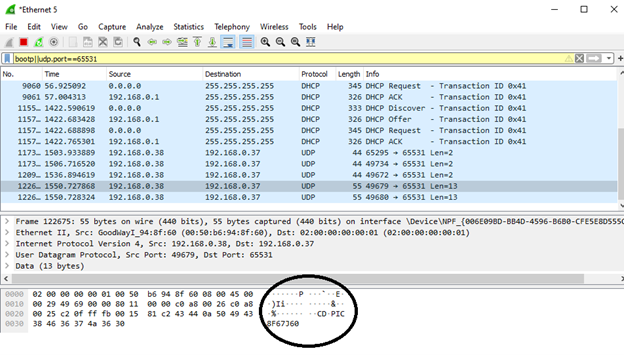 *Ethernet 5
File Edit View Go Capture Analyze Statistics Telephony Wireless Tools Help
bootp||udp.port==65531
No. Time Source Destination Protocol Length Info
9060 56.925092 0.0.0.0 255.255.255.255 DHCP 345 DHCP Request - Transaction ID 0x41
9061 57.004313 192.168.0.1 255.255.255.255 DHCP 326 DHCP ACK - Transaction ID 0x41
1155… 1422.590619 0.0.0.0 255.255.255.255 DHCP 333 DHCP Discover - Transaction ID 0x41
1155… 1422.683428 192.168.0.1 255.255.255.255 DHCP 326 DHCP Offer - Transaction ID 0x41
1155… 1422.688898 0.0.0.0 255.255.255.255 DHCP 345 DHCP Request - Transaction ID 0x41
1155… 1422.765301 192.168.0.1 255.255.255.255 DHCP 326 DHCP ACK - Transaction ID 0x41
1173… 1503.933889 192.168.0.38 192.168.0.37 UDP 44 65295 → 65531 Len=2
1175… 1506.716520 192.168.0.38 192.168.0.37 UDP 44 49734 → 65531 Len=2
1209… 1536.894619 192.168.0.38 192.168.0.37 UDP 44 49672 → 65531 Len=2
1226… 1550.727868 192.168.0.38 192.168.0.37 UDP 55 49679 → 65531 Len=13
1226… 1550.728324 192.168.0.38 192.168.0.37 UDP 55 49680 → 65531 Len=13
Frame 122675: 55 bytes on wire (440 bits), 55 bytes captured (440 bits) on interface \Device\NPF_{006E09BD-BB4D-4596-B6B0-CFE5E8D555C
Ethernet II, Src: GoodWayI_94:8f:60 (00:50:b6:94:8f:60), Dst: 02:00:00:00:00:01 (02:00:00:00:00:01)
Internet Protocol Version 4, Src: 192.168.0.38, Dst: 192.168.0.37
User Datagram Protocol, Src Port: 49679, Dst Port: 65531
Data (13 bytes)
0000 02 00 00 00 00 01 00 50 b6 94 8f 60 08 00 45 00 ·······P ···`··E·
0010 00 29 49 69 00 00 80 11 00 00 c0 a8 00 26 c0 a8 ·)Ii···· ·····&··
0020 00 25 c2 0f ff fb 00 15 81 c2 43 44 0a 50 49 43 ·%······ ··CD·PIC
0030 38 46 36 37 4a 36 30 8F67J60